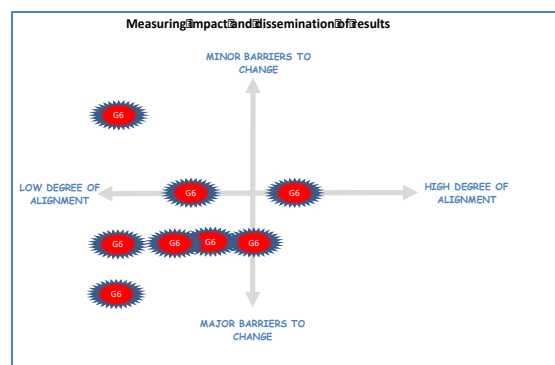 Measuring impact and dissemination of results
MINOR BARRIERS TO
CHANGE
G6
G6
G6
LOW DEGREE OF
ALIGNMENT
HIGH DEGREE OF
ALIGNMENT
G6
G6
G6
G6
G6
MAJOR BARRIERS TO
CHANGE